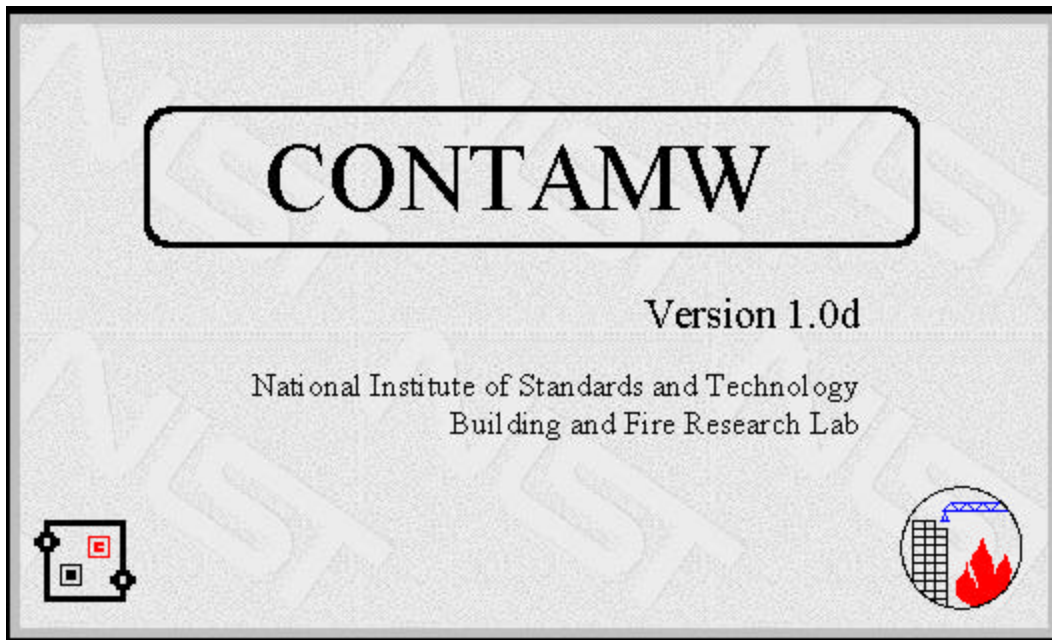 CONTAMW
Version 1.0d
National Institute of Standards and Technology
Building and Fire Research Lab